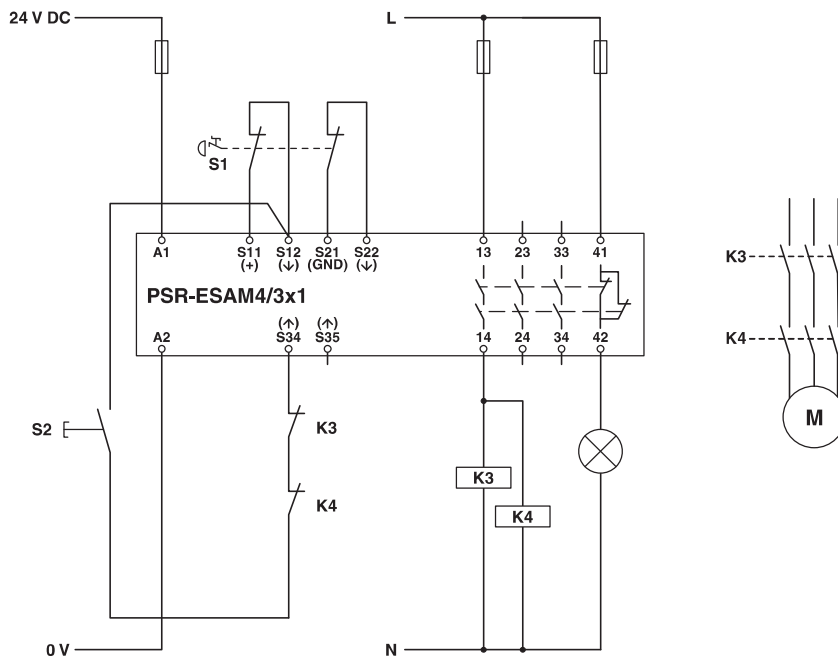 24 V DC
L
S1
A1 S11 S12 S21 S22 13 23 33 41
(+) (↓) (GND) (↓)
K3
PSR-ESAM4/3x1
(↑) (↑)
A2 S34 S35 14 24 34 42
K4
M
S2
K3
K3
K4
K4
0 V
N